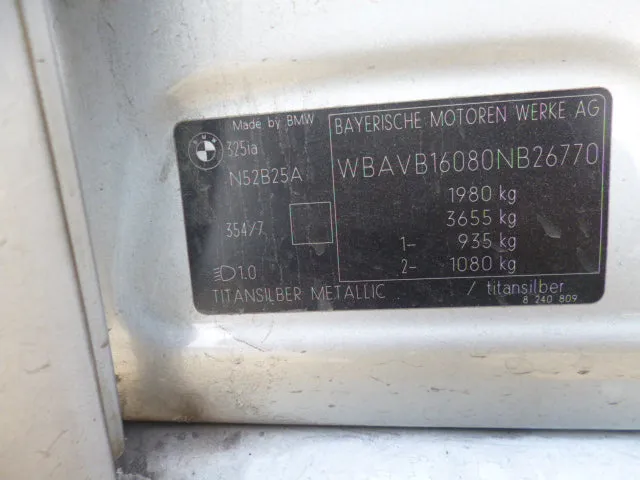 BMW
Made by BMW
325ia
N52B25A
354/7
1.0
TITANSILBER METALLIC
BAYERISCHE MOTOREN WERKE AG
WBAVB16080NB26770
1980 kg
3655 kg
1– 935 kg
2– 1080 kg
/ titansilber
8 240 809